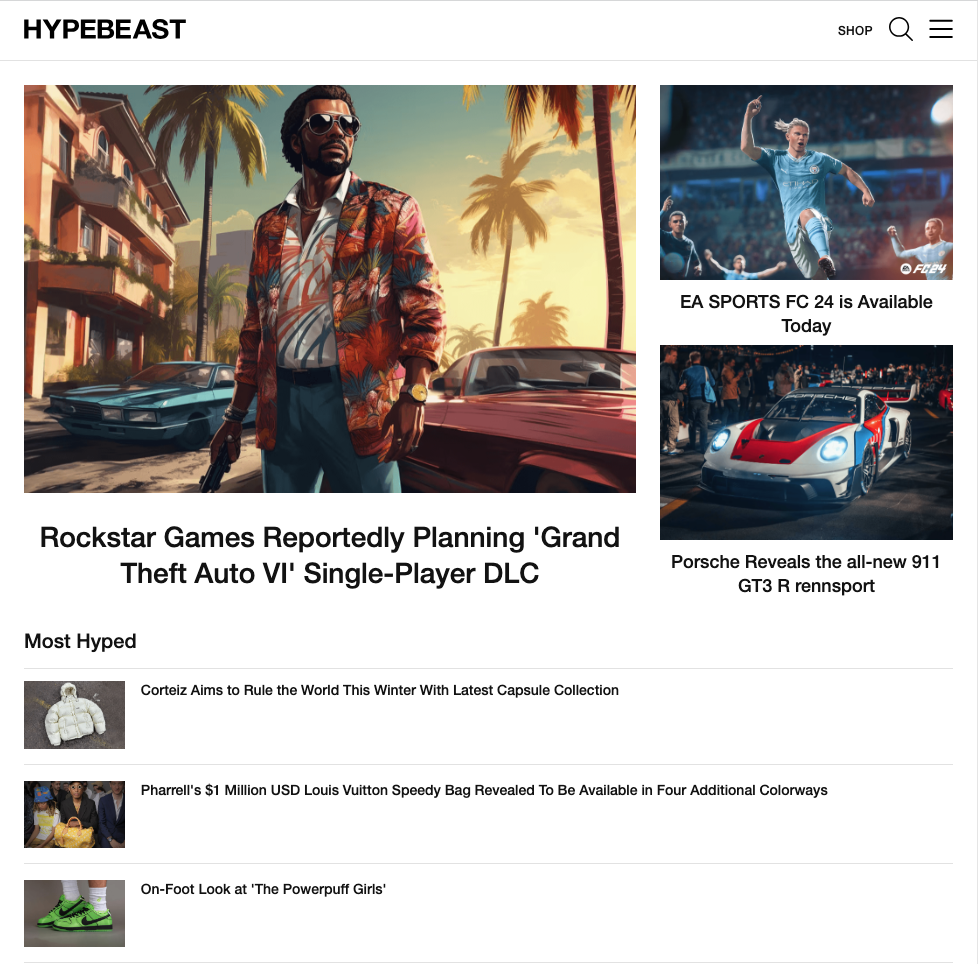 HYPEBEAST
SHOP
Rockstar Games Reportedly Planning 'Grand
Theft Auto VI' Single-Player DLC
FC24
EA SPORTS FC 24 is Available
Today
PORSCHE
Porsche Reveals the all-new 911
GT3 R rennsport
Most Hyped
Corteiz Aims to Rule the World This Winter With Latest Capsule Collection
Pharrell's $1 Million USD Louis Vuitton Speedy Bag Revealed To Be Available in Four Additional Colorways
On-Foot Look at 'The Powerpuff Girls'